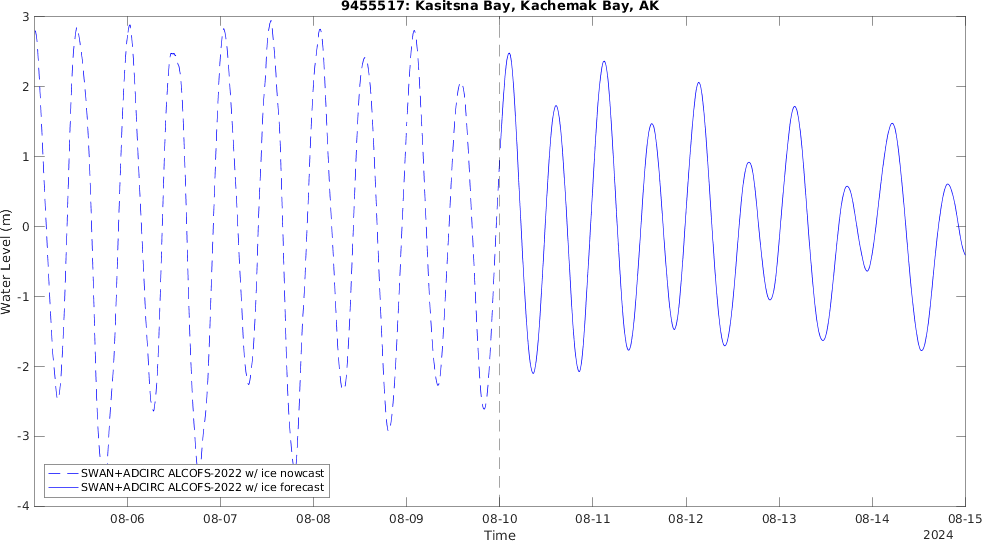 9455517: Kasitsna Bay, Kachemak Bay, AK
3
2
1
0
-1
-2
-3
-4
Water Level (m)
SWAN+ADCIRC ALCOFS-2022 w/ ice nowcast
SWAN+ADCIRC ALCOFS-2022 w/ ice forecast
08-06 08-07 08-08 08-09 08-10 08-11 08-12 08-13 08-14 08-15
Time
2024